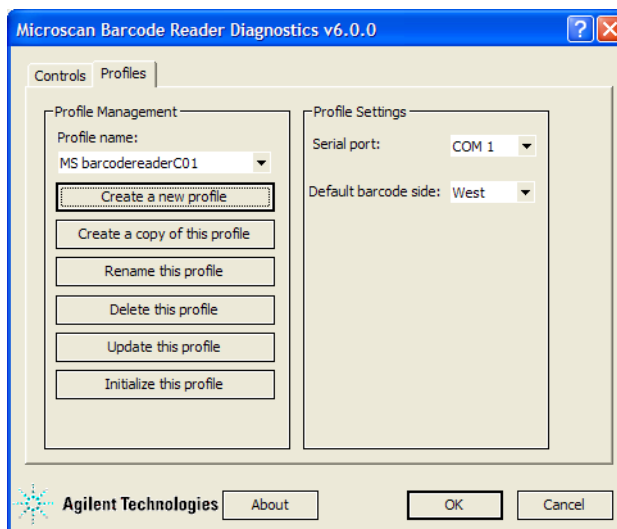 Microscan Barcode Reader Diagnostics v6.0.0
Controls Profiles
Profile Management
Profile name:
MS barcodereaderC01
Create a new profile
Create a copy of this profile
Rename this profile
Delete this profile
Update this profile
Initialize this profile
Profile Settings
Serial port: COM 1
Default barcode side: West
Agilent Technologies About OK Cancel